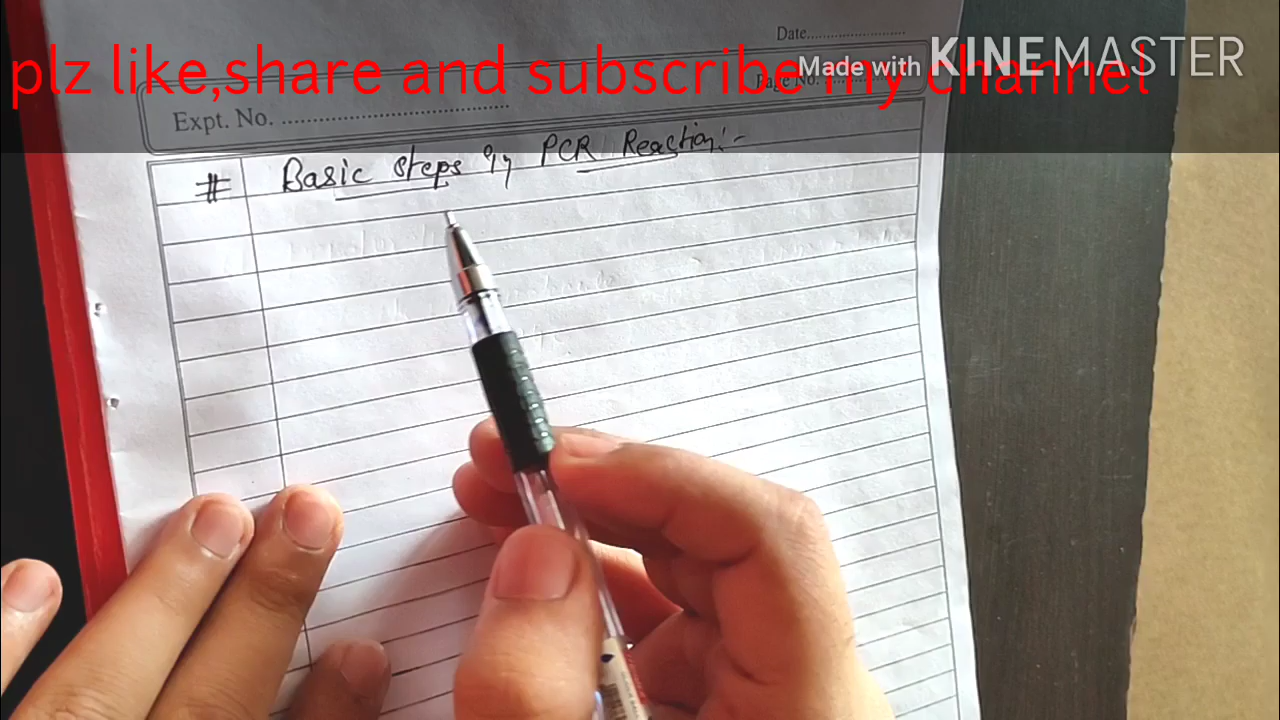 Date
plz like,share and subscribe my channel
Made with KINEMASTER
Page No.
Expt. No.
# Basic steps in PCR Reaction:-